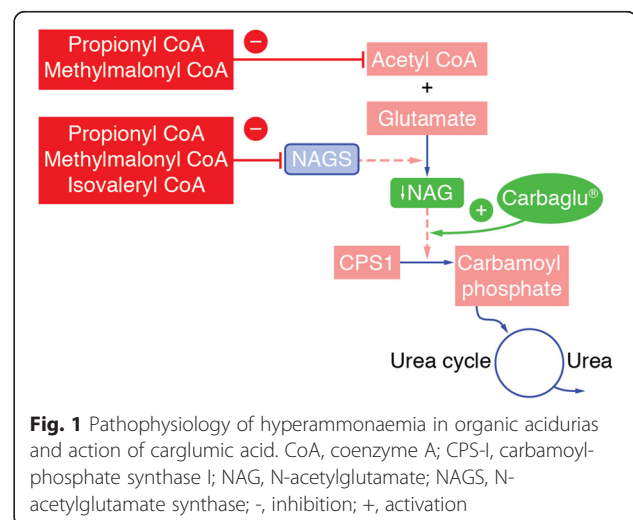 Propionyl CoA
Methylmalonyl CoA
−
Acetyl CoA
+
Glutamate
Propionyl CoA
Methylmalonyl CoA
Isovaleryl CoA
−
NAGS
↓NAG
+
Carbaglu®
CPS1
Carbamoyl
phosphate
Urea cycle
Urea
Fig. 1 Pathophysiology of hyperammonaemia in organic acidurias
and action of carglumic acid. CoA, coenzyme A; CPS-I, carbamoyl-
phosphate synthase I; NAG, N-acetylglutamate; NAGS, N-
acetylglutamate synthase; -, inhibition; +, activation